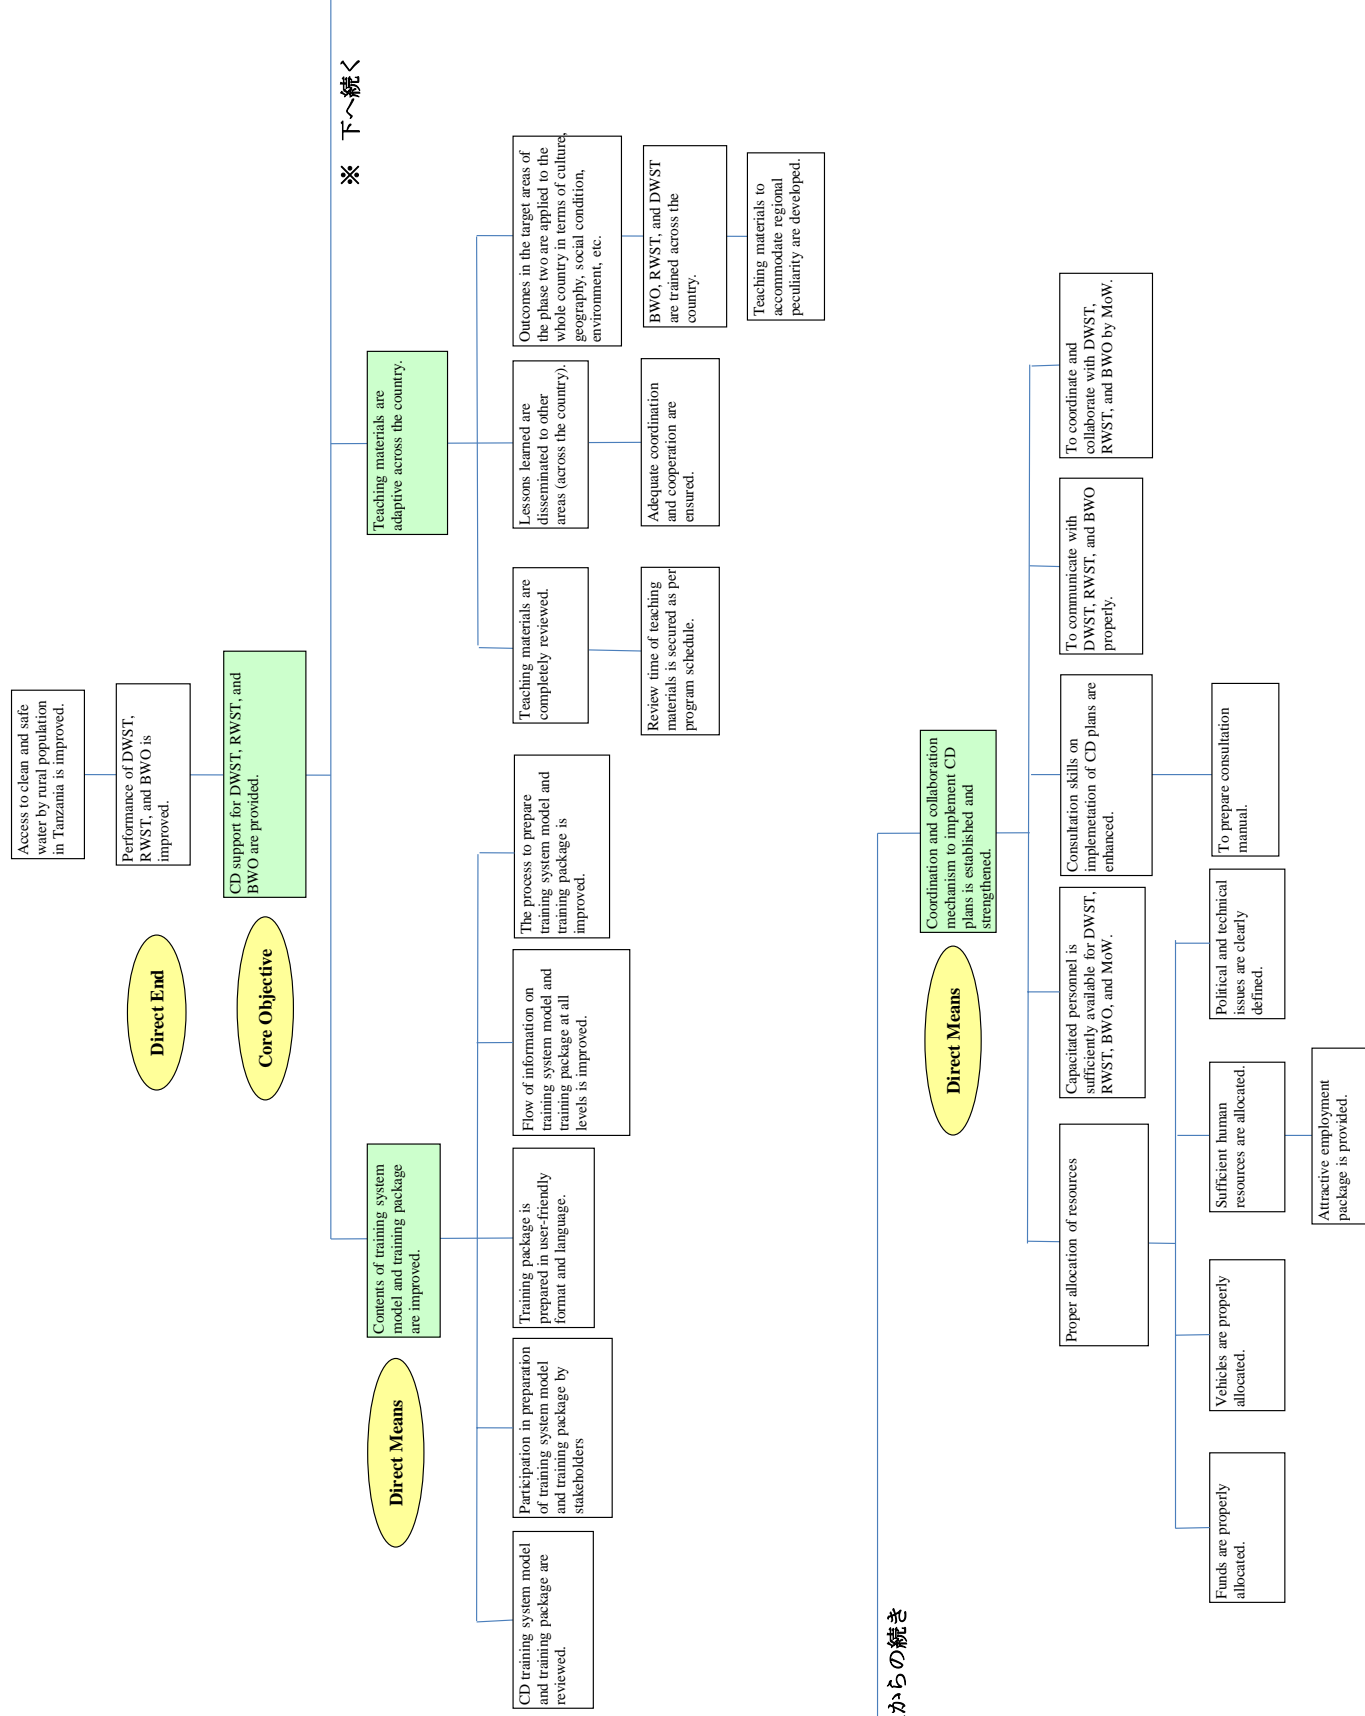 Access to clean and safe
water by rural population
in Tanzania is improved.
Direct End
Performance of DWST,
RWST, and BWO is
improved.
Core Objective
CD support for DWST, RWST, and
BWO are provided.
※ 下へ続く
Direct Means
Contents of training system
model and training package
are improved.
Teaching materials are
adaptive across the country.
CD training system model
and training package are
reviewed.
Participation in preparation
of training system model
and training package by
stakeholders
Training package is
prepared in user-friendly
format and language.
Flow of information on
training system model and
training package at all
levels is improved.
The process to prepare
training system model and
training package is
improved.
Teaching materials are
completely reviewed.
Lessons learned are
disseminated to other
areas (across the country).
Outcomes in the target areas of
the phase two are applied to the
whole country in terms of culture,
geography, social condition,
environment, etc.
Review time of teaching
materials is secured as per
program schedule.
Adequate coordination
and cooperation are
ensured.
BWO, RWST, and DWST
are trained across the
country.
Teaching materials to
accommodate regional
peculiarity are developed.
からの続き
Direct Means
Coordination and collaboration
mechanism to implement CD
plans is established and
strengthened.
Proper allocation of resources
Capacitated personnel is
sufficiently available for DWST,
RWST, BWO, and MoW.
Consultation skills on
implemetation of CD plans are
enhanced.
To communicate with
DWST, RWST, and BWO
properly.
To coordinate and
collaborate with DWST,
RWST, and BWO by MoW.
Funds are properly
allocated.
Vehicles are properly
allocated.
Sufficient human
resources are allocated.
Political and technical
issues are clearly
defined.
To prepare consultation
manual.
Attractive employment
package is provided.